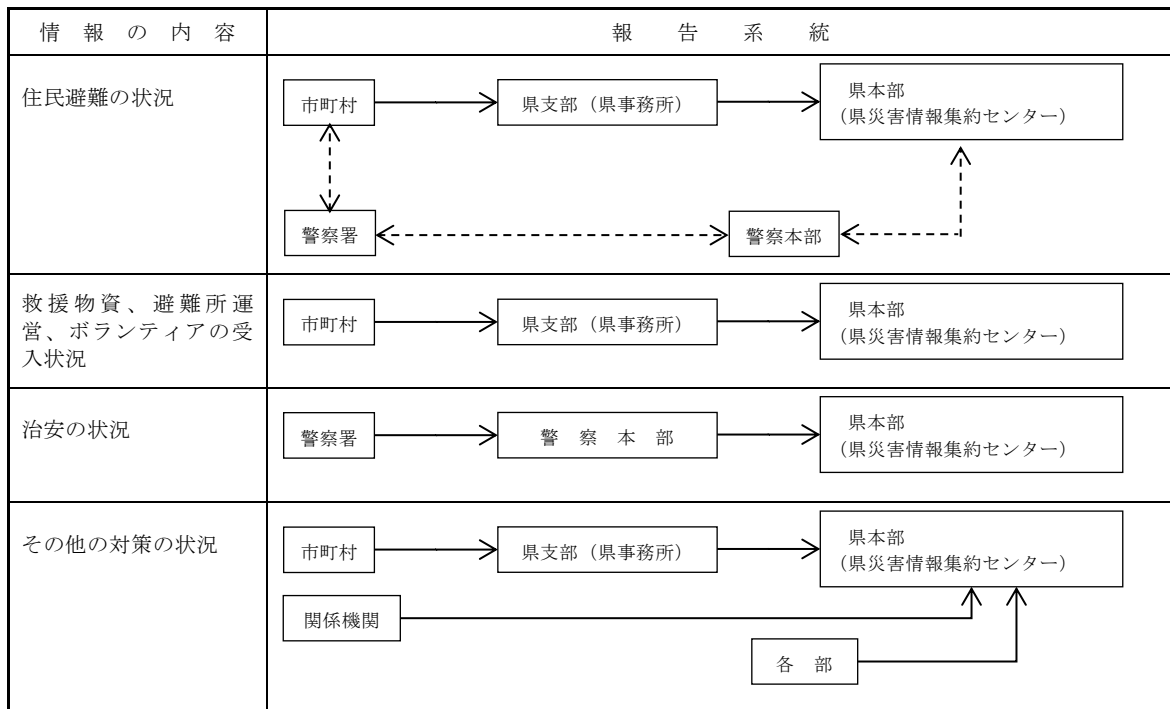 情報の内容
報告系統
住民避難の状況
市町村
県支部（県事務所）
県本部
（県災害情報集約センター）
警察署
警察本部
救援物資、避難所運
営、ボランティアの受
入状況
市町村
県支部（県事務所）
県本部
（県災害情報集約センター）
治安の状況
警察署
警察本部
県本部
（県災害情報集約センター）
その他の対策の状況
市町村
県支部（県事務所）
県本部
（県災害情報集約センター）
関係機関
各部